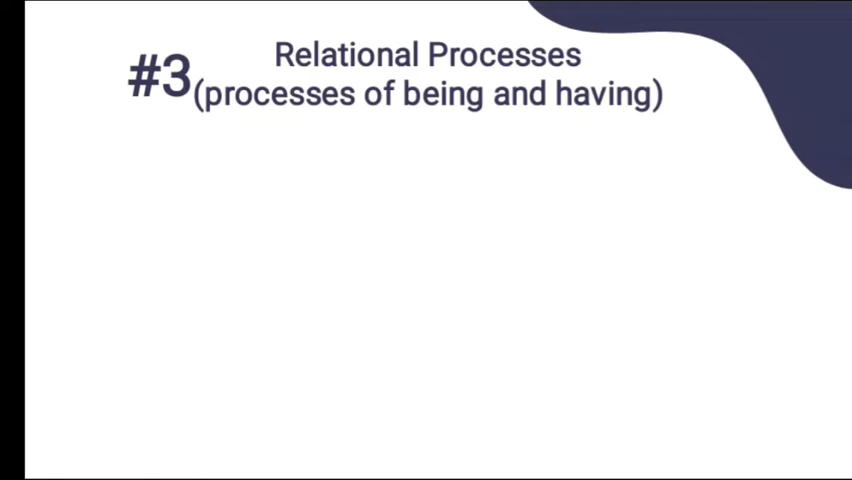 #3
Relational Processes
(processes of being and having)